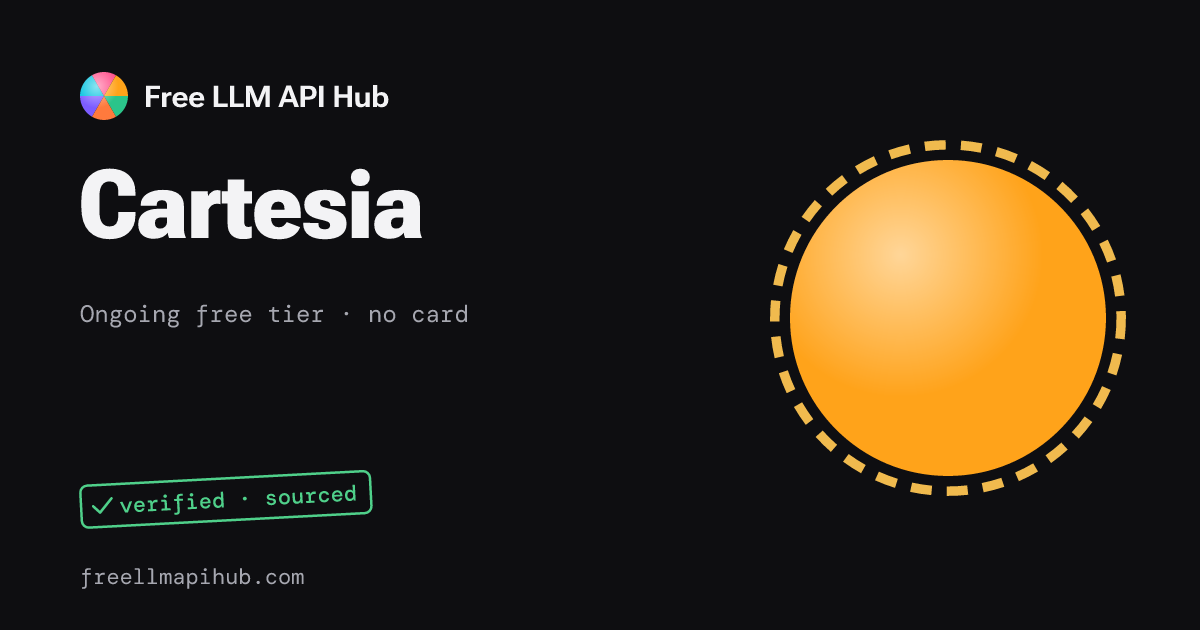 Free LLM API Hub
Cartesia
Ongoing free tier · no card
✓ verified · sourced
freellmapihub.com